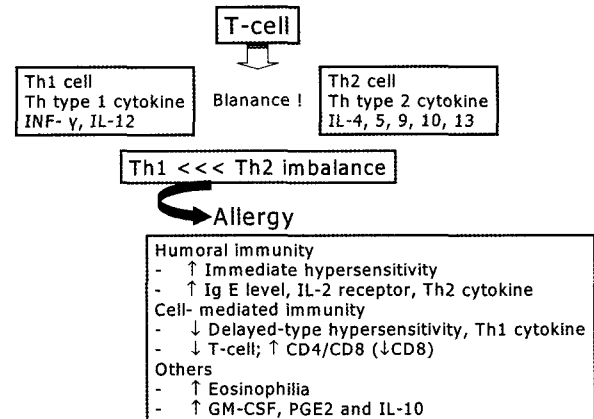 T-cell
Th1 cell
Th type 1 cytokine
INF- γ, IL-12
Blanance !
Th2 cell
Th type 2 cytokine
IL-4, 5, 9, 10, 13
Th1 <<< Th2 imbalance
Allergy
Humoral immunity
- ↑ Immediate hypersensitivity
- ↑ Ig E level, IL-2 receptor, Th2 cytokine
Cell- mediated immunity
- ↓ Delayed-type hypersensitivity, Th1 cytokine
- ↓ T-cell; ↑ CD4/CD8 (↓CD8)
Others
- ↑ Eosinophilia
- ↑ GM-CSF, PGE2 and IL-10